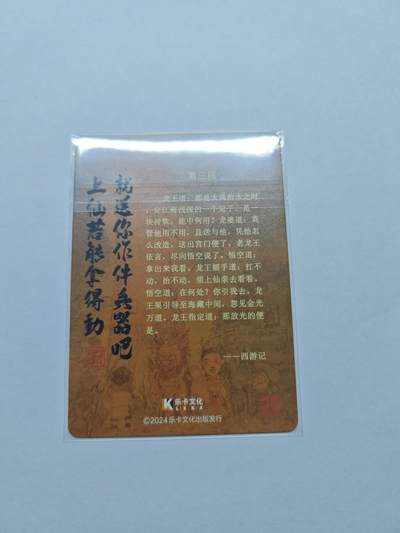 上仙若能拿得動
就送你作件兵器吧
第三回
龙王道：那是大禹治水之时
定江海浅深的一个定子，是一
块神铁，能中何用？龙婆道：莫
管他用不用，且送与他，凭他怎
么改造，送出宫门便了，老龙王
依言，尽向悟空说了。悟空道：
拿出来我看。龙王摇手道：扛不
动，抬不动，须上仙亲去看看。
悟空道：在何处？你引我去。龙
王果引导至海藏中间，忽见金光
万道。龙王指定道：那放光的便
是。
——西游记
乐卡文化
LEKA
©2024乐卡文化出版发行